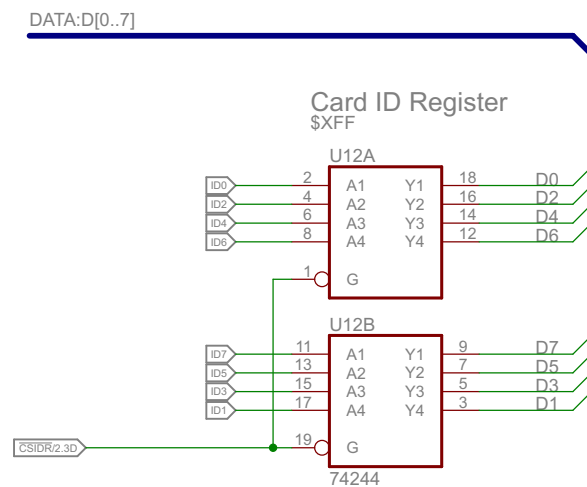 DATA:D[0..7]
Card ID Register
$XFF
U12A
ID0 2 A1 Y1 18 D0
ID2 4 A2 Y2 16 D2
ID4 6 A3 Y3 14 D4
ID6 8 A4 Y4 12 D6
1 G
U12B
ID7 11 A1 Y1 9 D7
ID5 13 A2 Y2 7 D5
ID3 15 A3 Y3 5 D3
ID1 17 A4 Y4 3 D1
CSIDR/2.3D 19 G
74244